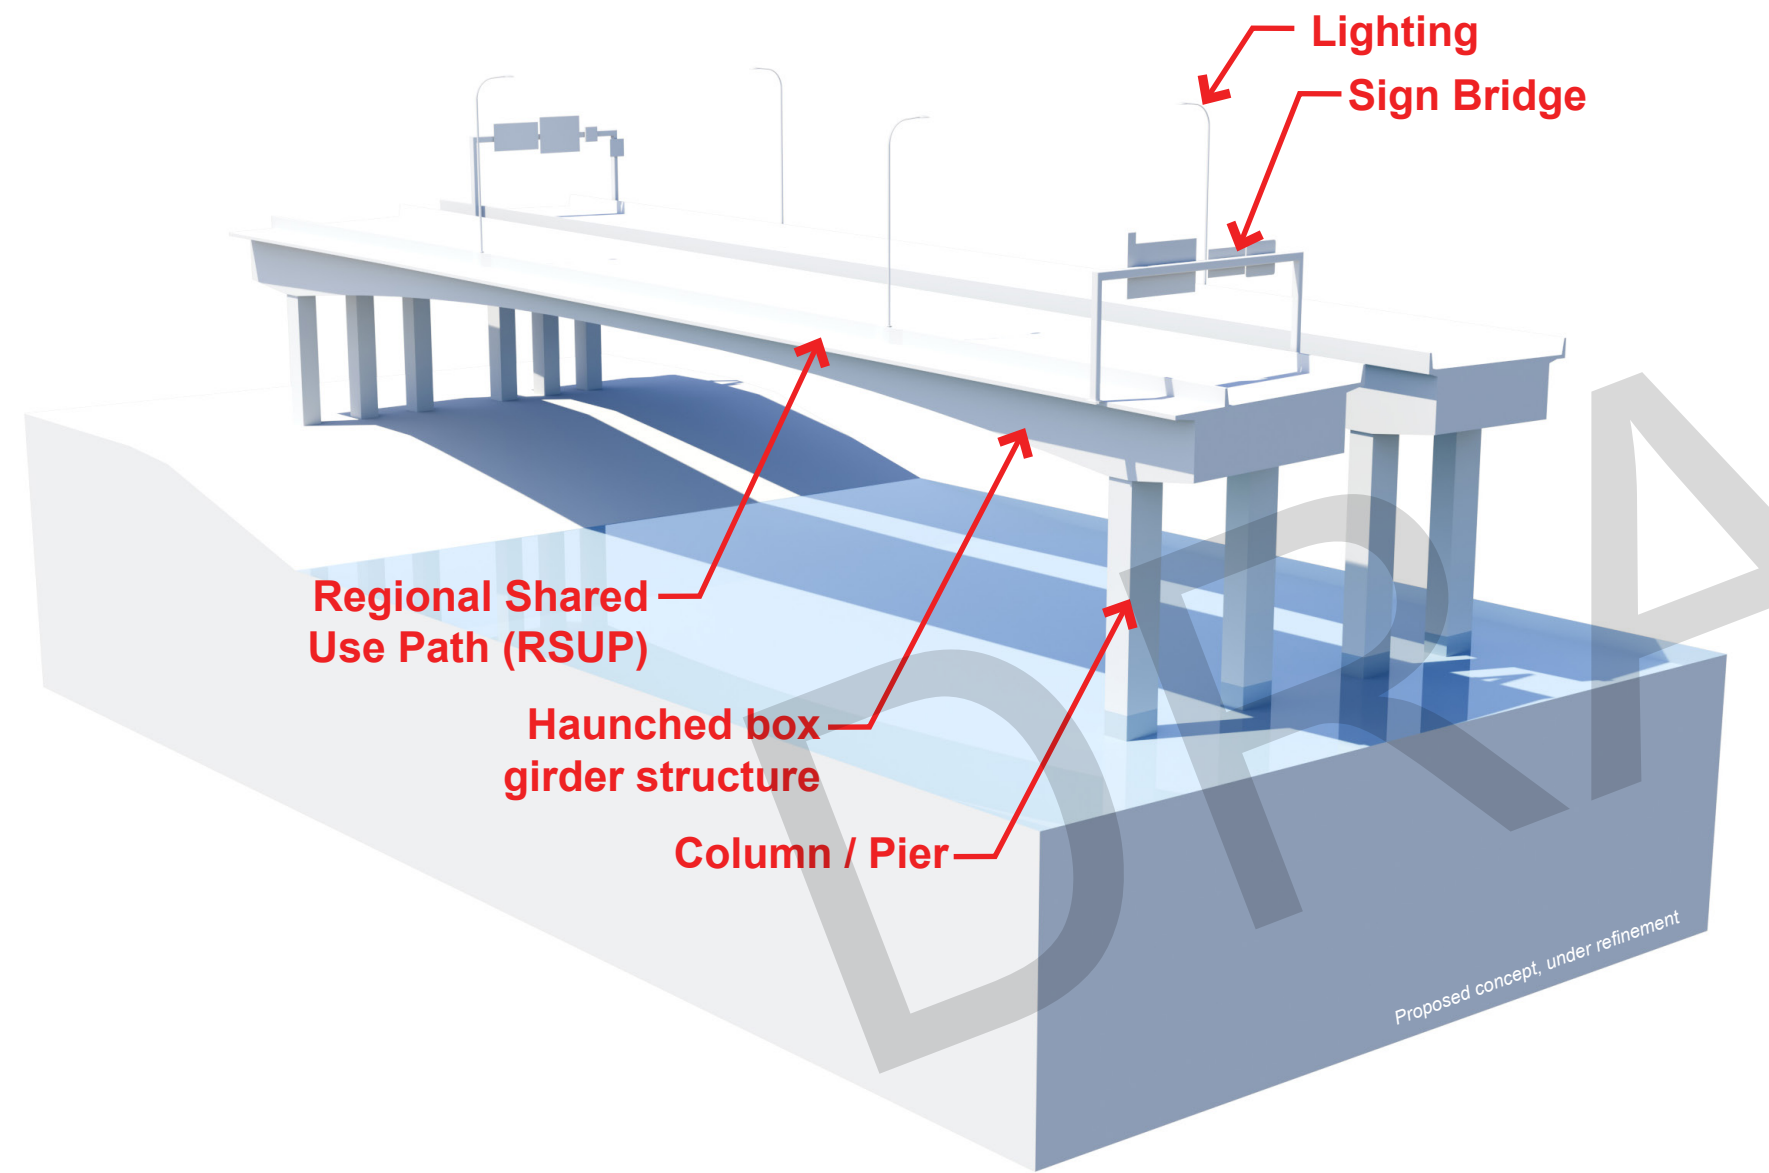 Lighting
Sign Bridge
Regional Shared
Use Path (RSUP)
Haunched box
girder structure
Column / Pier
Proposed concept, under refinement
DRA